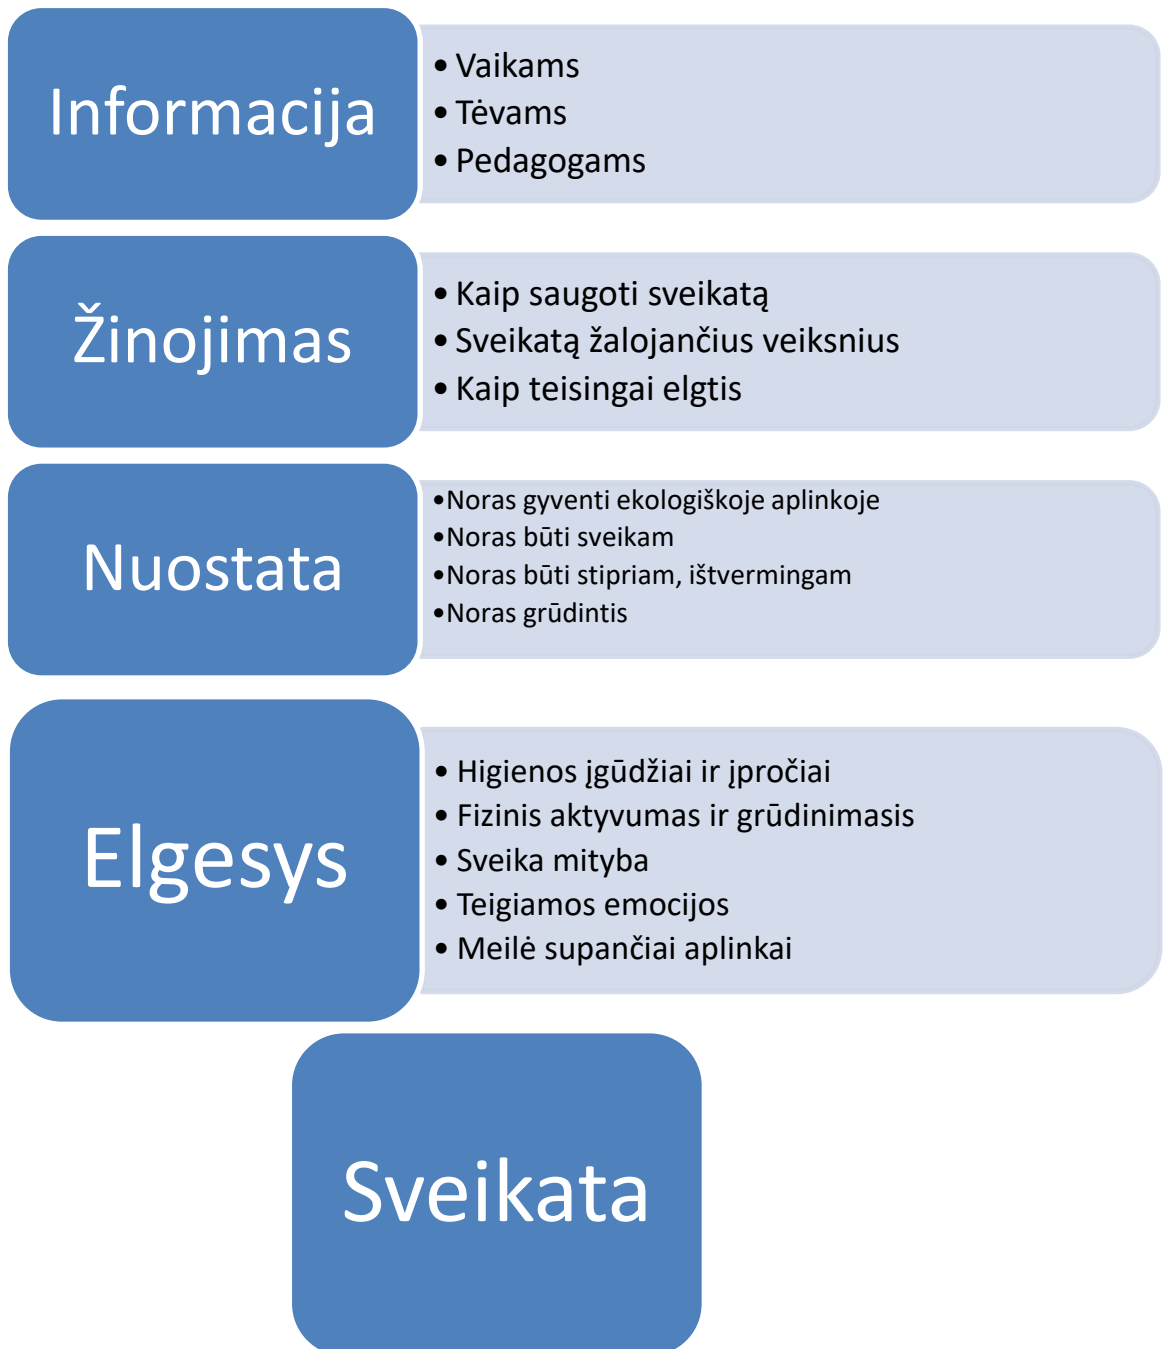 Informacija
• Vaikams
• Tėvams
• Pedagogams
Žinojimas
• Kaip saugoti sveikatą
• Sveikatą žalojančius veiksnius
• Kaip teisingai elgtis
Nuostata
•Noras gyventi ekologiškoje aplinkoje
•Noras būti sveikam
•Noras būti stipriam, ištvermingam
•Noras grūdintis
Elgesys
• Higienos įgūdžiai ir įpročiai
• Fizinis aktyvumas ir grūdinimasis
• Sveika mityba
• Teigiamos emocijos
• Meilė supančiai aplinkai
Sveikata